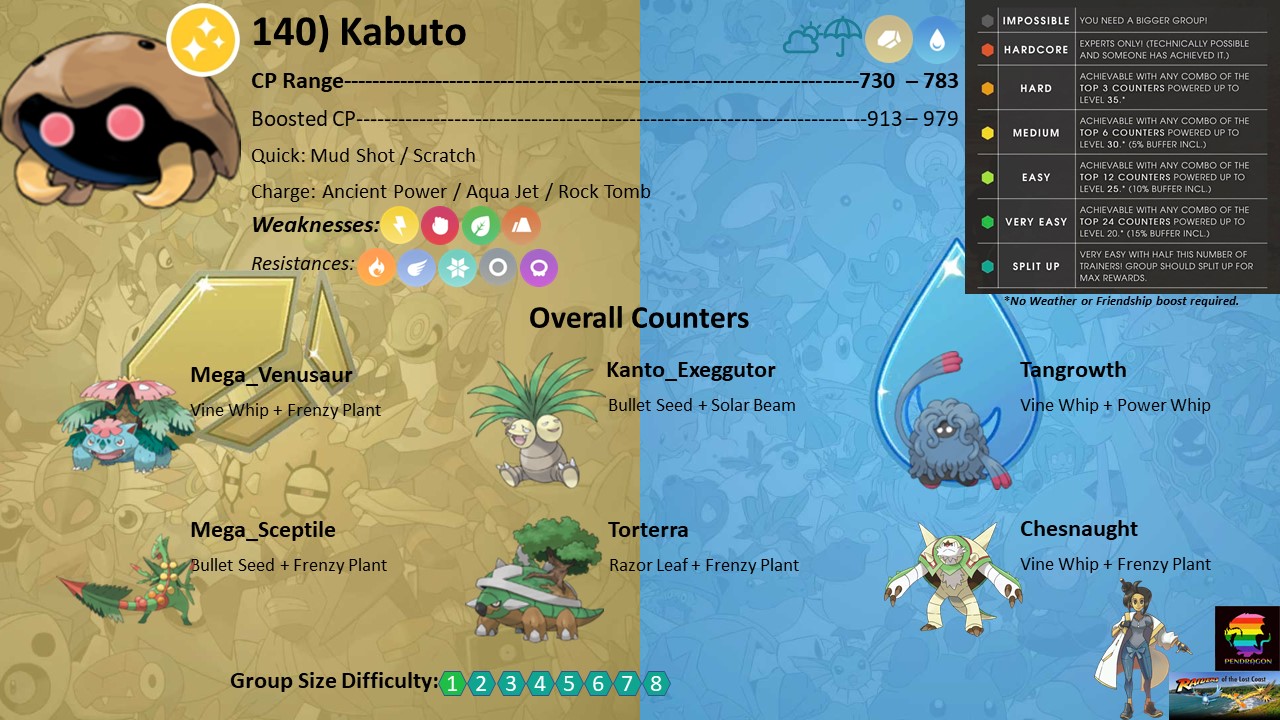 140) Kabuto
CP Range-----------------------------------------------------------------------730 – 783
Boosted CP-----------------------------------------------------------------------913 – 979
Quick: Mud Shot / Scratch
Charge: Ancient Power / Aqua Jet / Rock Tomb
Weaknesses:
Resistances:
IMPOSSIBLE YOU NEED A BIGGER GROUP!
HARDCORE EXPERTS ONLY! (TECHNICALLY POSSIBLE
AND SOMEONE HAS ACHIEVED IT.)
HARD ACHIEVABLE WITH ANY COMBO OF THE
TOP 3 COUNTERS POWERED UP TO
LEVEL 35.*
MEDIUM ACHIEVABLE WITH ANY COMBO OF THE
TOP 6 COUNTERS POWERED UP TO
LEVEL 30.* (5% BUFFER INCL.)
EASY ACHIEVABLE WITH ANY COMBO OF THE
TOP 12 COUNTERS POWERED UP TO
LEVEL 25.* (10% BUFFER INCL.)
VERY EASY ACHIEVABLE WITH ANY COMBO OF THE
TOP 24 COUNTERS POWERED UP TO
LEVEL 20.* (15% BUFFER INCL.)
SPLIT UP VERY EASY WITH HALF THIS NUMBER OF
TRAINERS! GROUP SHOULD SPLIT UP FOR
MAX REWARDS.
*No Weather or Friendship boost required.
Overall Counters
Mega_Venusaur
Vine Whip + Frenzy Plant
Kanto_Exeggutor
Bullet Seed + Solar Beam
Tangrowth
Vine Whip + Power Whip
Mega_Sceptile
Bullet Seed + Frenzy Plant
Torterra
Razor Leaf + Frenzy Plant
Chesnaught
Vine Whip + Frenzy Plant
Group Size Difficulty: 1 2 3 4 5 6 7 8
PENDRAGON
RAIDERS of the Lost Coast